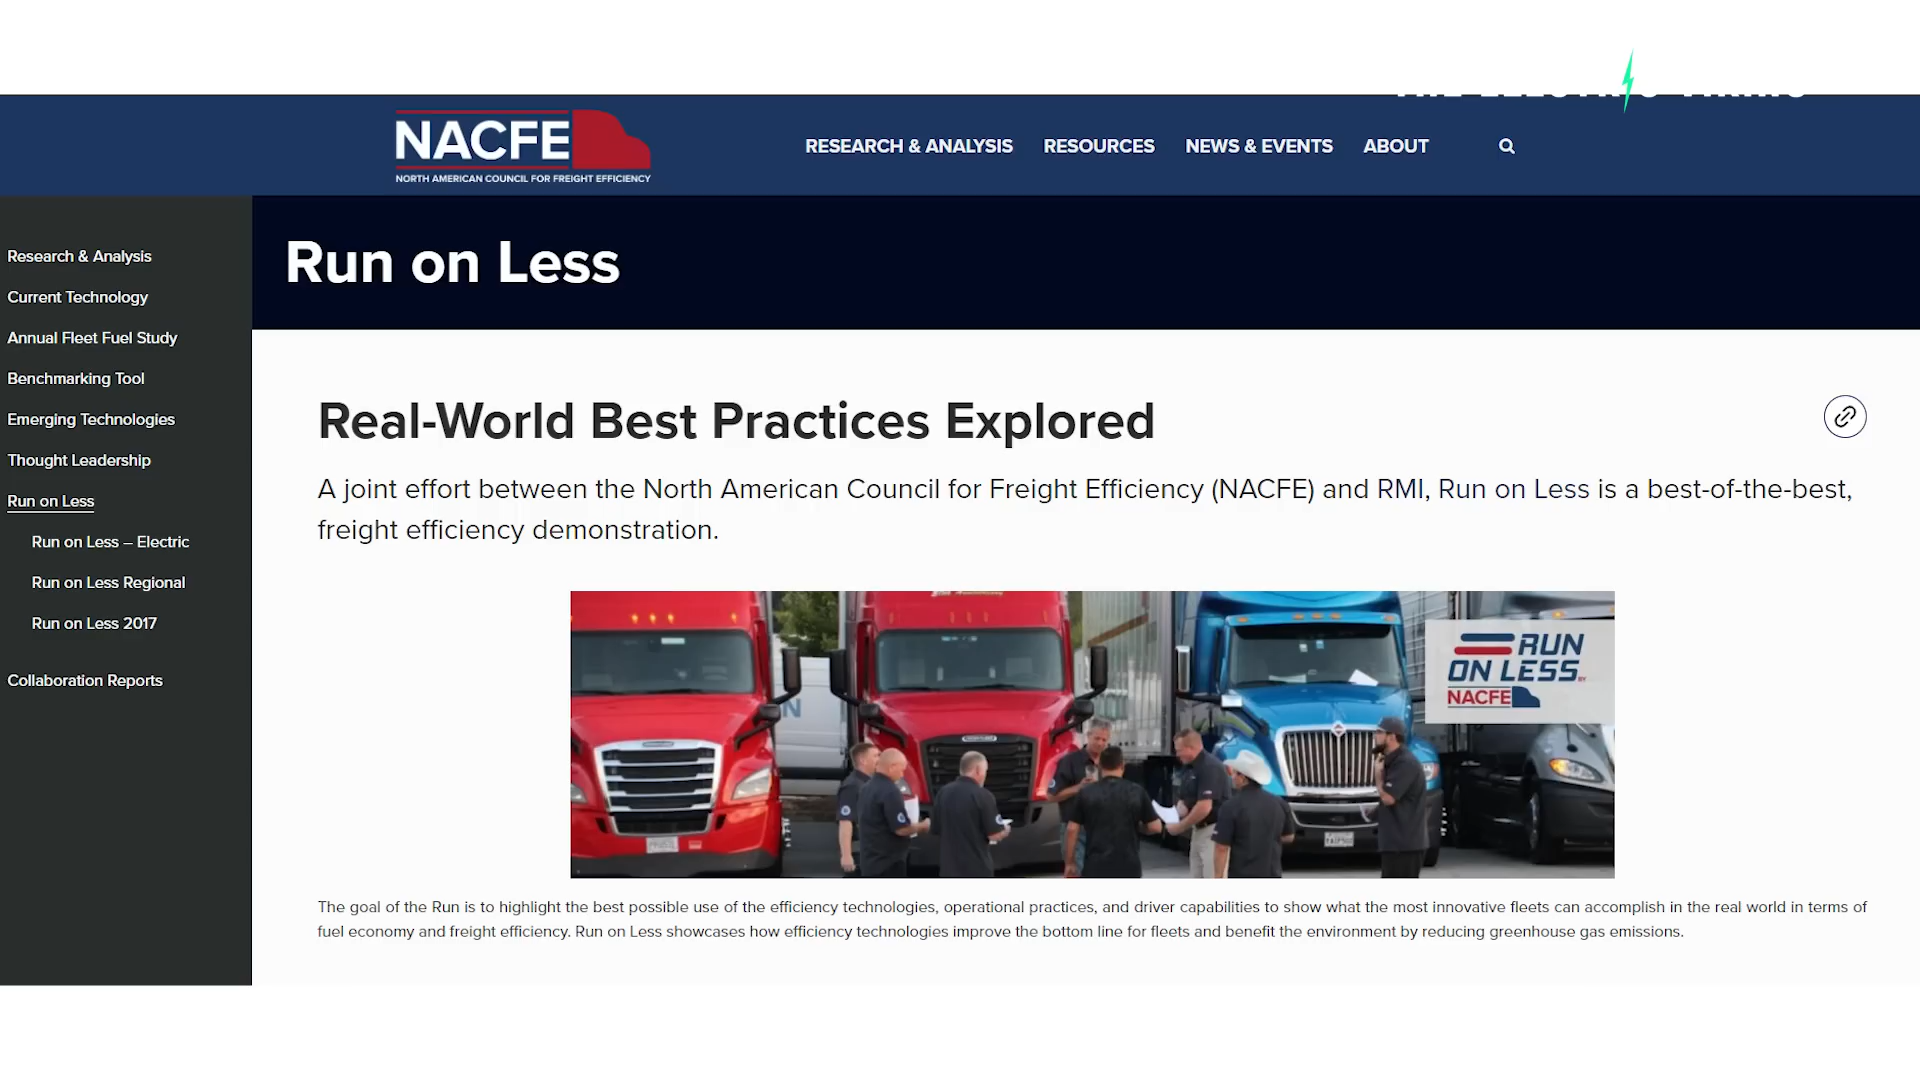 NACFE
NORTH AMERICAN COUNCIL FOR FREIGHT EFFICIENCY
RESEARCH & ANALYSIS
RESOURCES
NEWS & EVENTS
ABOUT
Research & Analysis
Current Technology
Annual Fleet Fuel Study
Benchmarking Tool
Emerging Technologies
Thought Leadership
Run on Less
Run on Less – Electric
Run on Less Regional
Run on Less 2017
Collaboration Reports
Run on Less
Real-World Best Practices Explored
A joint effort between the North American Council for Freight Efficiency (NACFE) and RMI, Run on Less is a best-of-the-best,
freight efficiency demonstration.
RUN
ON LESS
BY
NACFE
The goal of the Run is to highlight the best possible use of the efficiency technologies, operational practices, and driver capabilities to show what the most innovative fleets can accomplish in the real world in terms of
fuel economy and freight efficiency. Run on Less showcases how efficiency technologies improve the bottom line for fleets and benefit the environment by reducing greenhouse gas emissions.